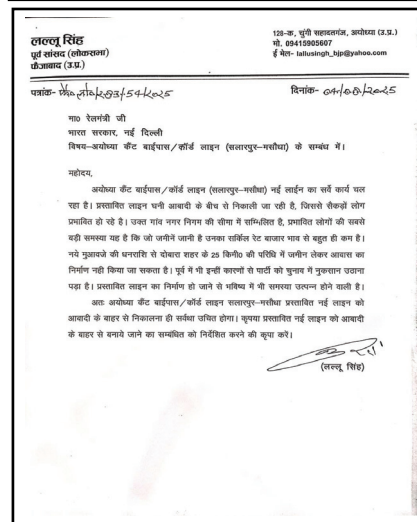 लल्लू सिंह
पूर्व सांसद (लोकसभा)
फैजाबाद (उ.प्र.)
128-क, चुंगी सहादतगंज, अयोध्या (उ.प्र.)
मो. 09415905607
ई मेल- lallusingh_bjp@yahoo.com
पत्रांक-
दिनांक- 04/08/2025
मा0 रेलमंत्री जी
भारत सरकार, नई दिल्ली
विषय-अयोध्या कैंट बाईपास/कॉर्ड लाइन (सलारपुर-मसौधा) के सम्बंध में।
महोदय,
अयोध्या कैंट बाईपास/कॉर्ड लाइन (सलारपुर-मसौधा) नई लाईन का सर्वे कार्य चल
रहा है। प्रस्तावित लाइन घनी आबादी के बीच से निकाली जा रही है, जिससे सैकड़ों लोग
प्रभावित हो रहे है। उक्त गांव नगर निगम की सीमा में सम्मिलित है, प्रभावित लोगों की सबसे
बड़ी समस्या यह है कि जो जमीनें जानी है उनका सर्किल रेट बाजार भाव से बहुत ही कम है।
नये मुआवजे की धनराशि से दोबारा शहर के 25 किमी0 की परिधि में जमीन लेकर आवास का
निर्माण नही किया जा सकता है। पूर्व में भी इन्हीं कारणों से पार्टी को चुनाव में नुकसान उठाना
पड़ा है। प्रस्तावित लाइन का निर्माण हो जाने से भविष्य में भी समस्या उत्पन्न होने वाली है।
अतः अयोध्या कैंट बाईपास/कॉर्ड लाइन सलारपुर-मसौधा प्रस्तावित नई लाइन को
आबादी के बाहर से निकालना ही सर्वथा उचित होगा। कृपया प्रस्तावित नई लाइन को आबादी
के बाहर से बनाये जाने का सम्बंधित को निर्देशित करने की कृपा करें।
(लल्लू सिंह)